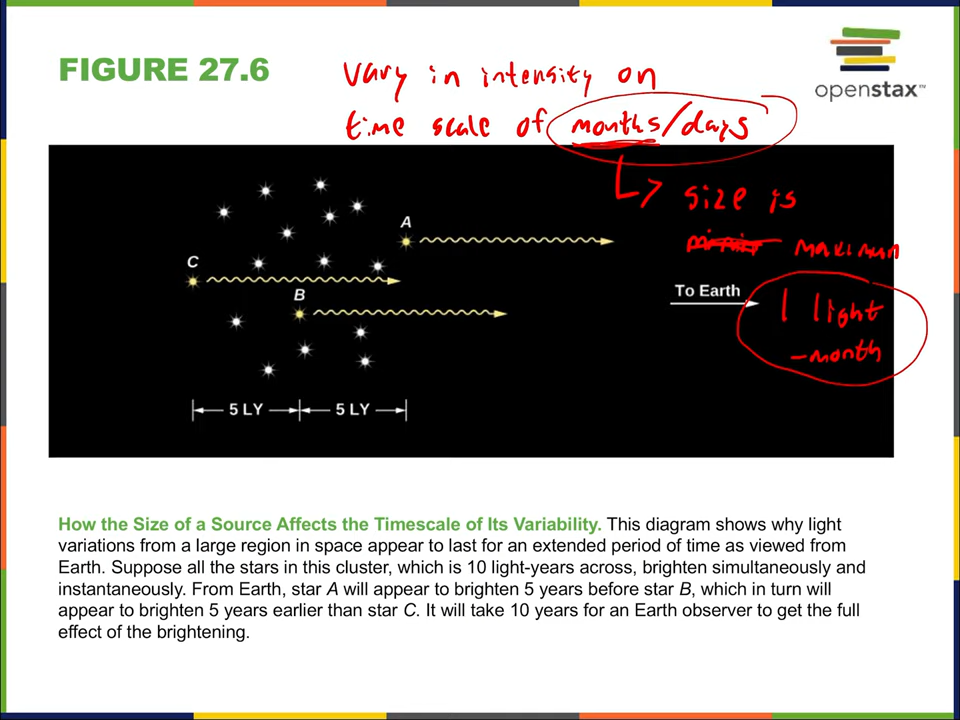 FIGURE 27.6
openstax™
Vary in intensity on
time scale of months/days
↳ size is
maximum
1 light
-month
A
C
B
To Earth
5 LY
5 LY
How the Size of a Source Affects the Timescale of Its Variability. This diagram shows why light
variations from a large region in space appear to last for an extended period of time as viewed from
Earth. Suppose all the stars in this cluster, which is 10 light-years across, brighten simultaneously and
instantaneously. From Earth, star A will appear to brighten 5 years before star B, which in turn will
appear to brighten 5 years earlier than star C. It will take 10 years for an Earth observer to get the full
effect of the brightening.